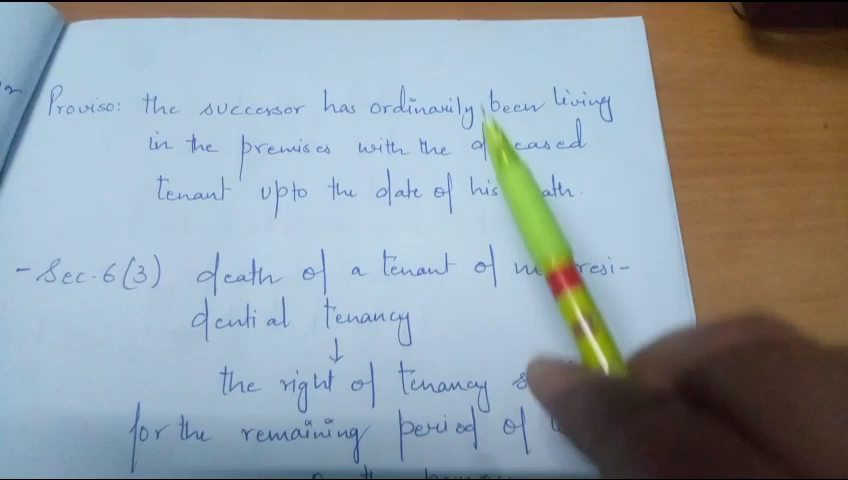 Proviso: the successor has ordinarily been living
in the premises with the
tenant upto the date of his
- Sec. 6(3) death of a tenant of
dential tenancy
↓
the right of tenancy
for the remaining period of